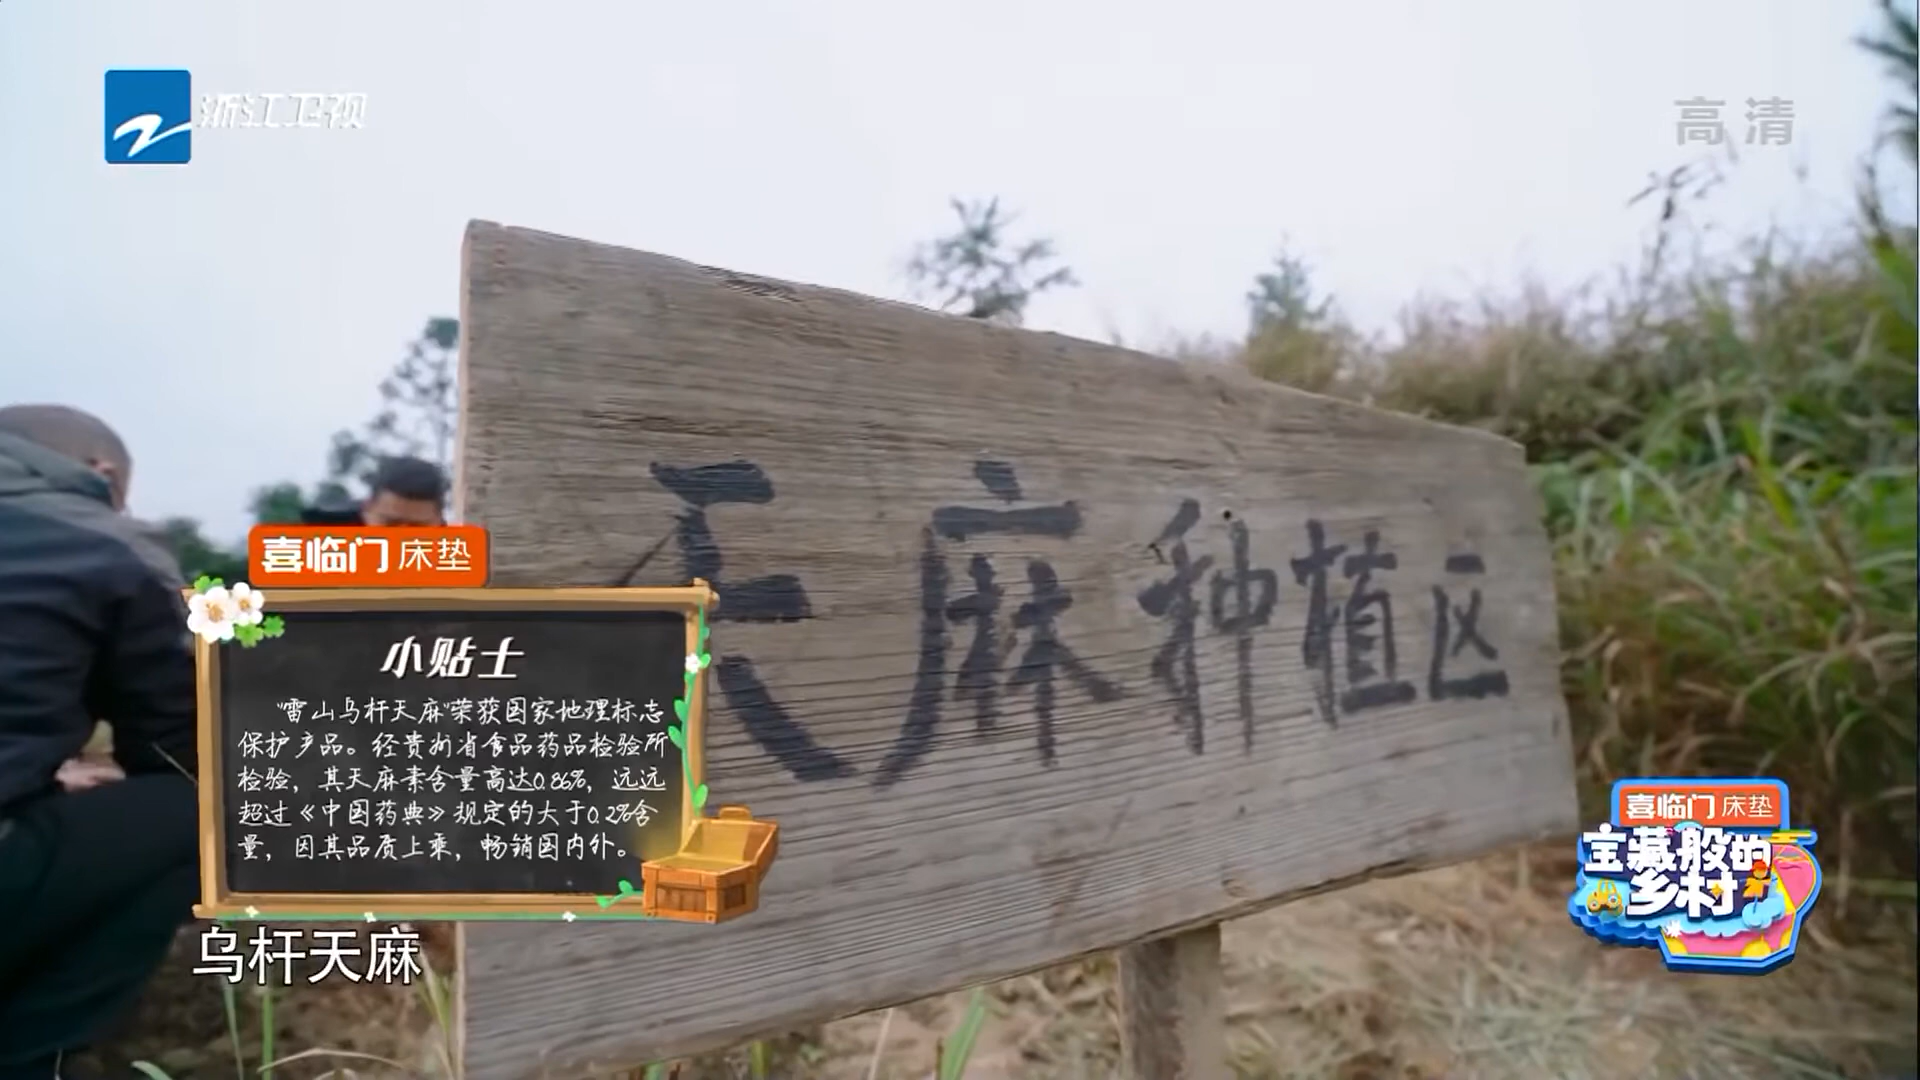 浙江卫视
高清
天麻种植区
喜临门床垫
小贴士
"雷山乌杆天麻"荣获国家地理标志
保护产品。经贵州省食品药品检验所
检验，其天麻素含量高达0.86%，远远
超过《中国药典》规定的大于0.2%含
量，因其品质上乘，畅销国内外。
乌杆天麻
喜临门床垫
宝藏般的
乡村